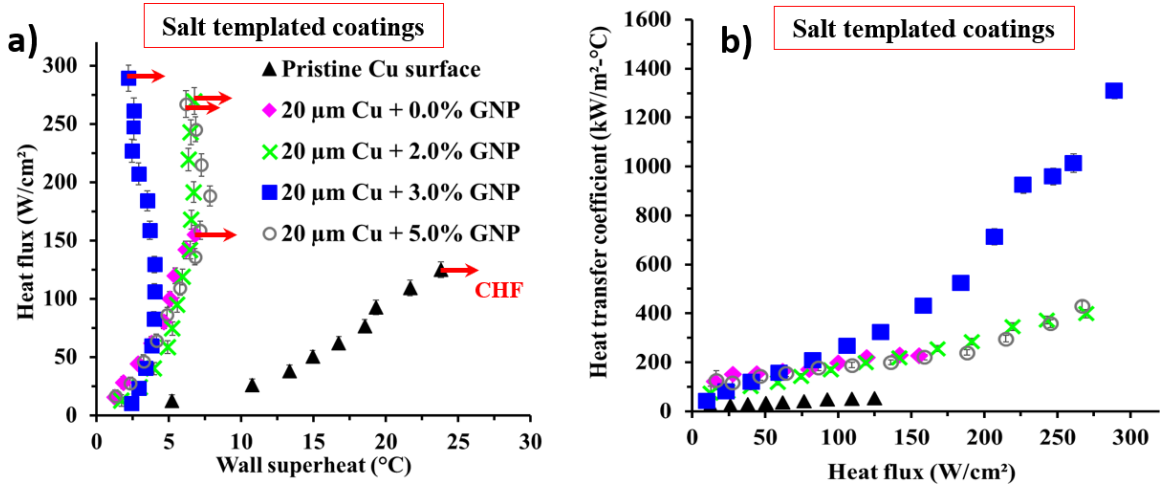 a)
Salt templated coatings
Heat flux (W/cm²)
300
250
200
150
100
50
0
Pristine Cu surface
20 µm Cu + 0.0% GNP
20 µm Cu + 2.0% GNP
20 µm Cu + 3.0% GNP
20 µm Cu + 5.0% GNP
CHF
0 5 10 15 20 25 30
Wall superheat (°C)
b)
Salt templated coatings
Heat transfer coefficient (kW/m²-°C)
1600
1400
1200
1000
800
600
400
200
0
0 50 100 150 200 250 300
Heat flux (W/cm²)